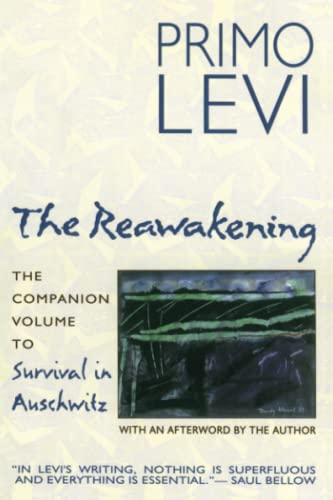 PRIMO
LEVI
The Reawakening
THE
COMPANION
VOLUME
TO
Survival in
Auschwitz
WITH AN AFTERWORD BY THE AUTHOR
"IN LEVI'S WRITING, NOTHING IS SUPERFLUOUS
AND EVERYTHING IS ESSENTIAL."— SAUL BELLOW